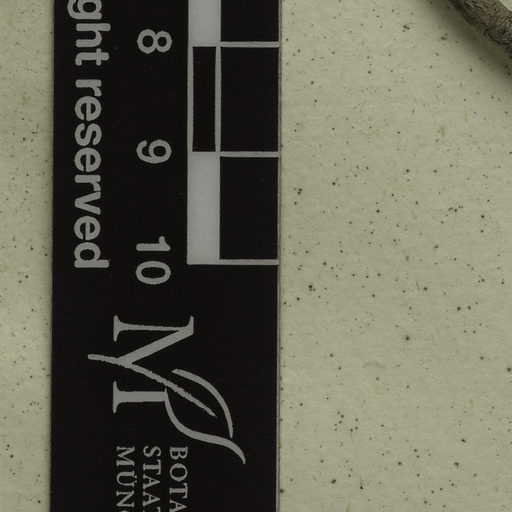 ght reserved
8
9
10
M
BOTA
STAA
MÜN